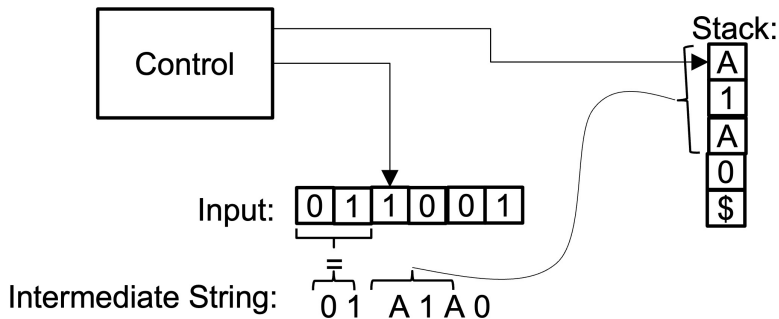 Stack:
Control
A
1
A
0
$
Input: 0 1 1 0 0 1
=
Intermediate String: 0 1 A 1 A 0